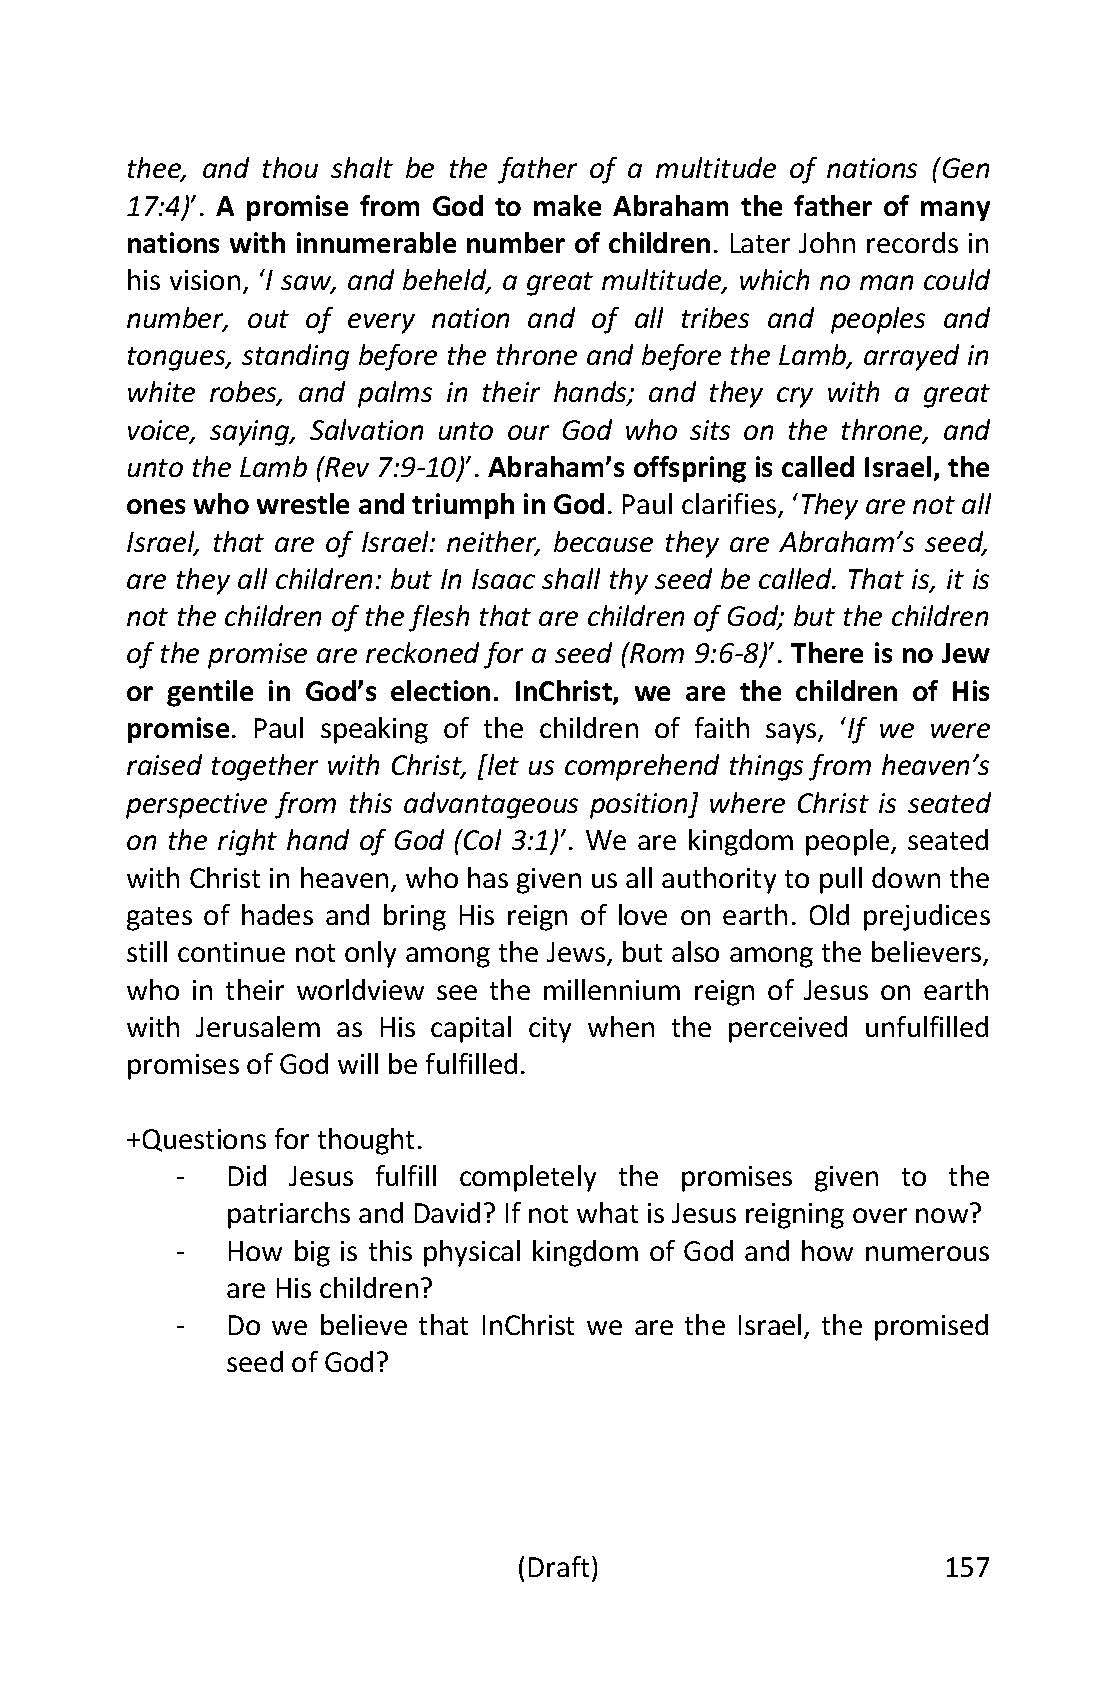 thee, and thou shalt be the father of a multitude of nations (Gen
17:4)’. A promise from God to make Abraham the father of many
nations with innumerable number of children. Later John records in
his vision, ‘I saw, and beheld, a great multitude, which no man could
number, out of every nation and of all tribes and peoples and
tongues, standing before the throne and before the Lamb, arrayed in
white robes, and palms in their hands; and they cry with a great
voice, saying, Salvation unto our God who sits on the throne, and
unto the Lamb (Rev 7:9-10)’. Abraham’s offspring is called Israel, the
ones who wrestle and triumph in God. Paul clarifies, ‘They are not all
Israel, that are of Israel: neither, because they are Abraham’s seed,
are they all children: but In Isaac shall thy seed be called. That is, it is
not the children of the flesh that are children of God; but the children
of the promise are reckoned for a seed (Rom 9:6-8)’. There is no Jew
or gentile in God’s election. InChrist, we are the children of His
promise. Paul speaking of the children of faith says, ‘If we were
raised together with Christ, [let us comprehend things from heaven’s
perspective from this advantageous position] where Christ is seated
on the right hand of God (Col 3:1)’. We are kingdom people, seated
with Christ in heaven, who has given us all authority to pull down the
gates of hades and bring His reign of love on earth. Old prejudices
still continue not only among the Jews, but also among the believers,
who in their worldview see the millennium reign of Jesus on earth
with Jerusalem as His capital city when the perceived unfulfilled
promises of God will be fulfilled.
+Questions for thought.
- Did Jesus fulfill completely the promises given to the
patriarchs and David? If not what is Jesus reigning over now?
- How big is this physical kingdom of God and how numerous
are His children?
- Do we believe that InChrist we are the Israel, the promised
seed of God?
(Draft) 157